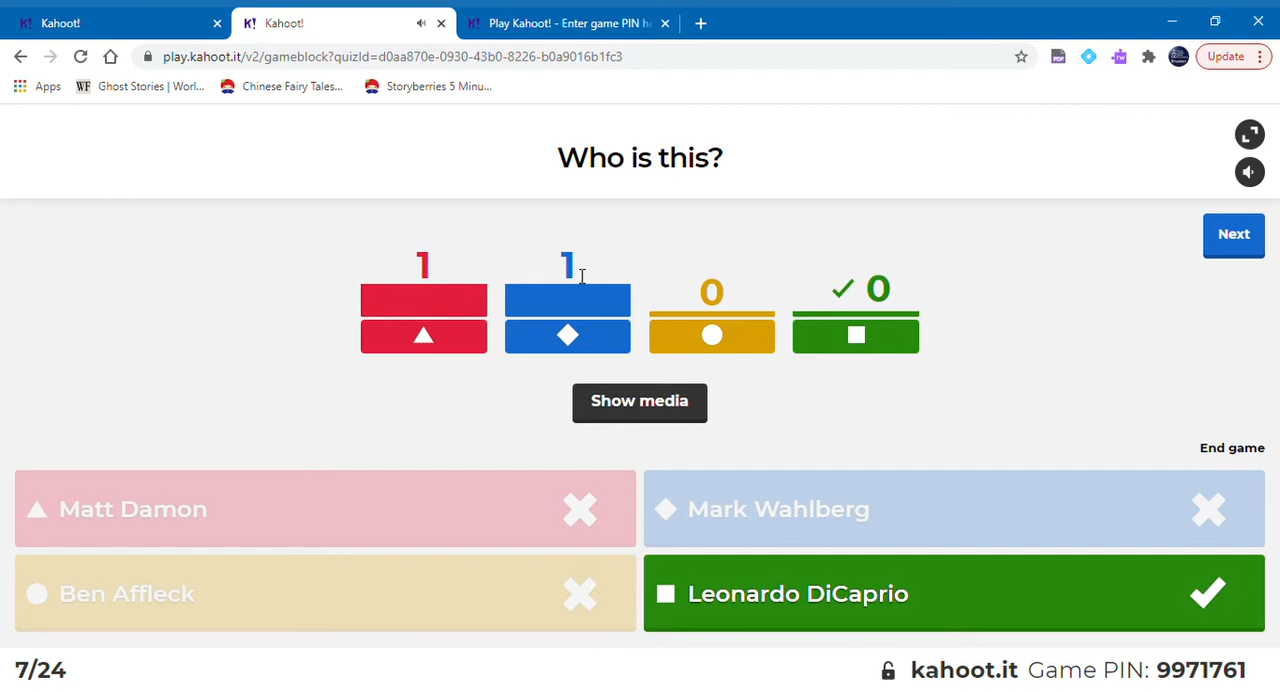 Kahoot!
Kahoot!
Play Kahoot! - Enter game PIN h
play.kahoot.it/v2/gameblock?quizId=d0aa870e-0930-43b0-8226-b0a9016b1fc3
Update
Apps
WF Ghost Stories | Worl...
Chinese Fairy Tales...
Storyberries 5 Minu...
Who is this?
Next
1
1
0
0
Show media
End game
Matt Damon
Mark Wahlberg
Ben Affleck
Leonardo DiCaprio
7/24
kahoot.it Game PIN: 9971761